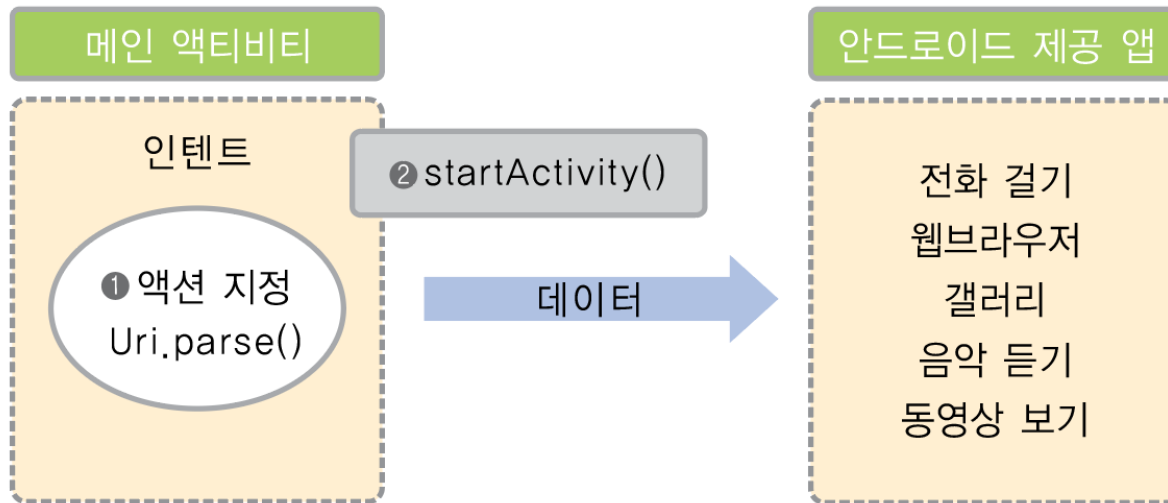 메인 액티비티
인텐트
❶ 액션 지정
Uri.parse()
❷ startActivity()
데이터
안드로이드 제공 앱
전화 걸기
웹브라우저
갤러리
음악 듣기
동영상 보기